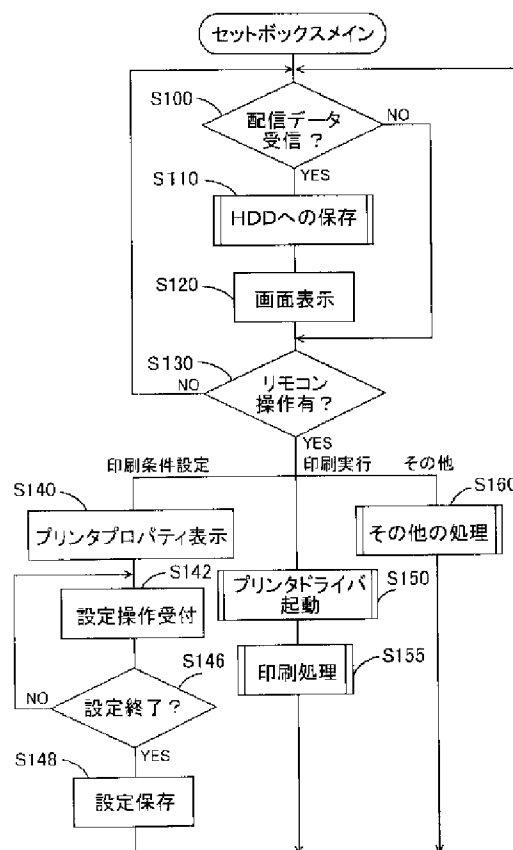 セットボックスメイン
S100
配信データ
受信?
NO
YES
S110
HDDへの保存
S120
画面表示
S130
リモコン
操作有?
NO
YES
印刷条件設定
印刷実行
その他
S140
プリンタプロパティ表示
S142
設定操作受付
S146
設定終了?
NO
YES
S148
設定保存
プリンタドライバ
起動
S150
印刷処理
S155
S160
その他の処理